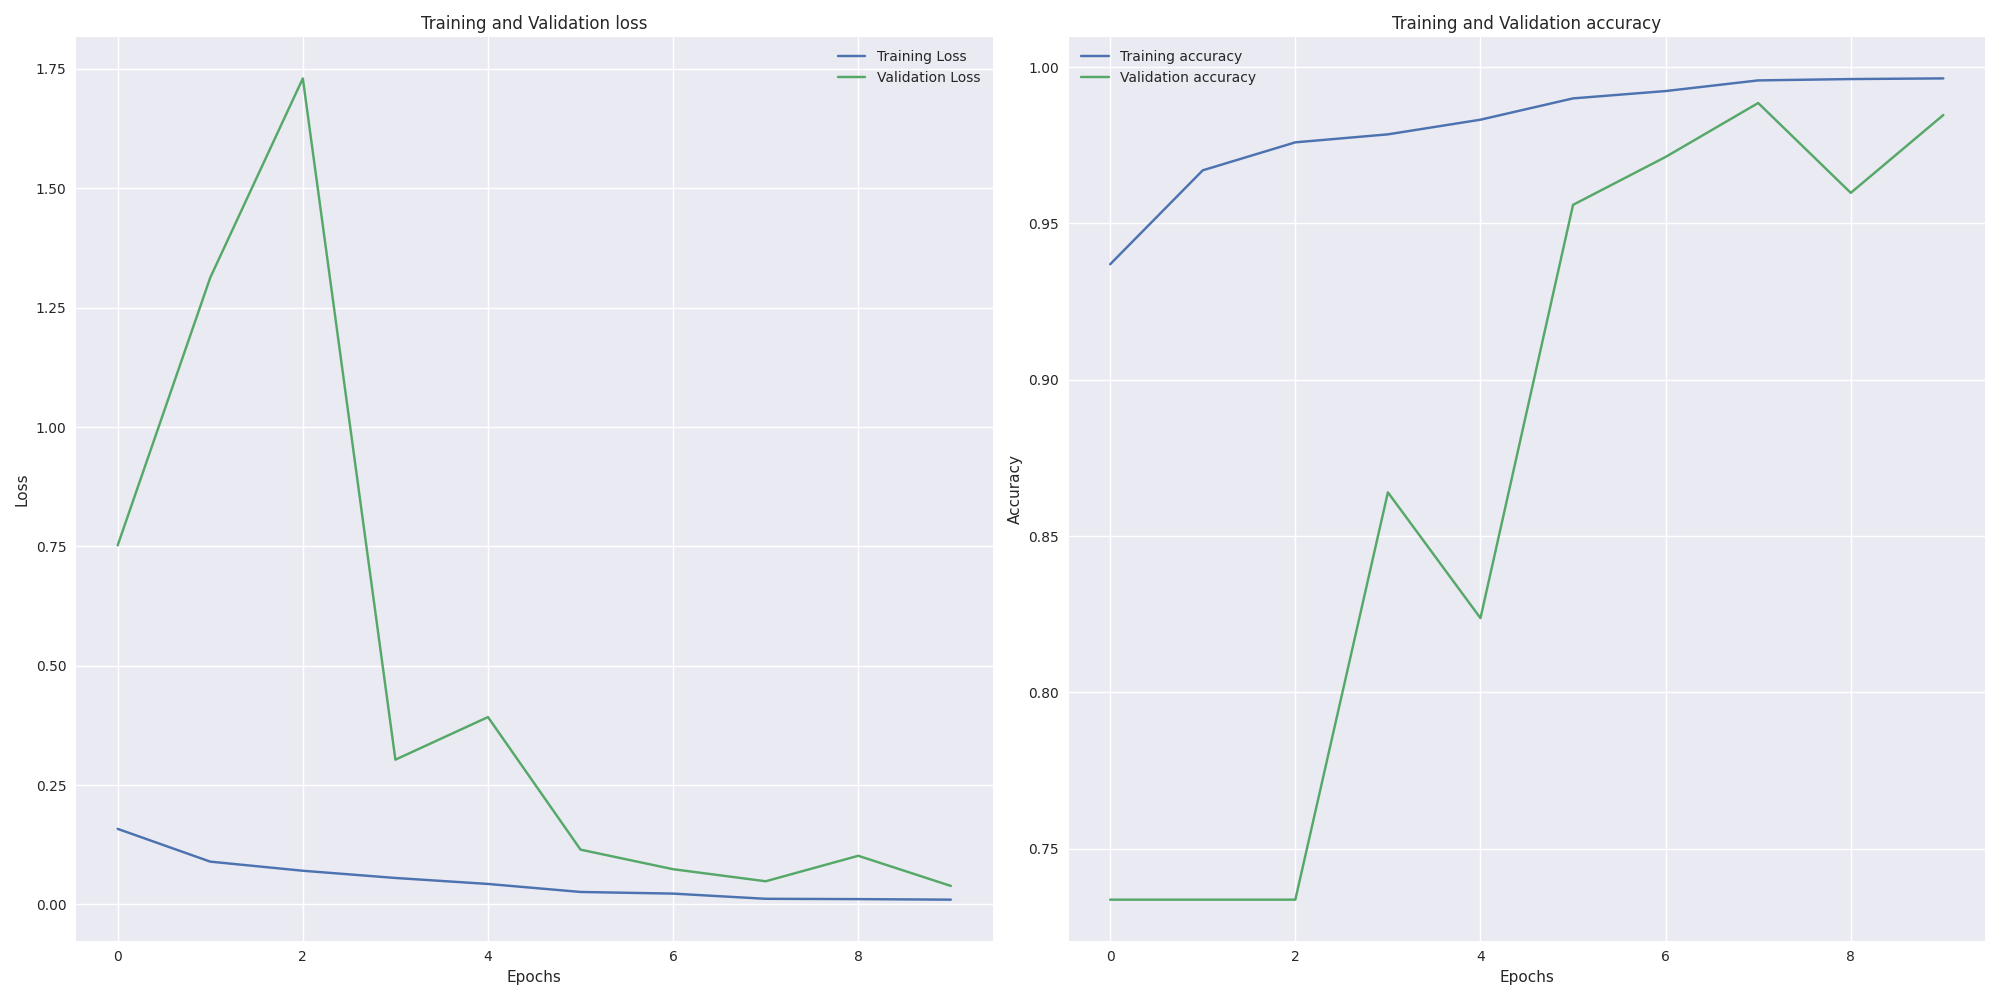 Training and Validation loss
Training Loss
Validation Loss
1.75
1.50
1.25
1.00
0.75
0.50
0.25
0.00
Loss
0
2
4
6
8
Epochs
Training and Validation accuracy
Training accuracy
Validation accuracy
1.00
0.95
0.90
0.85
0.80
0.75
Accuracy
0
2
4
6
8
Epochs